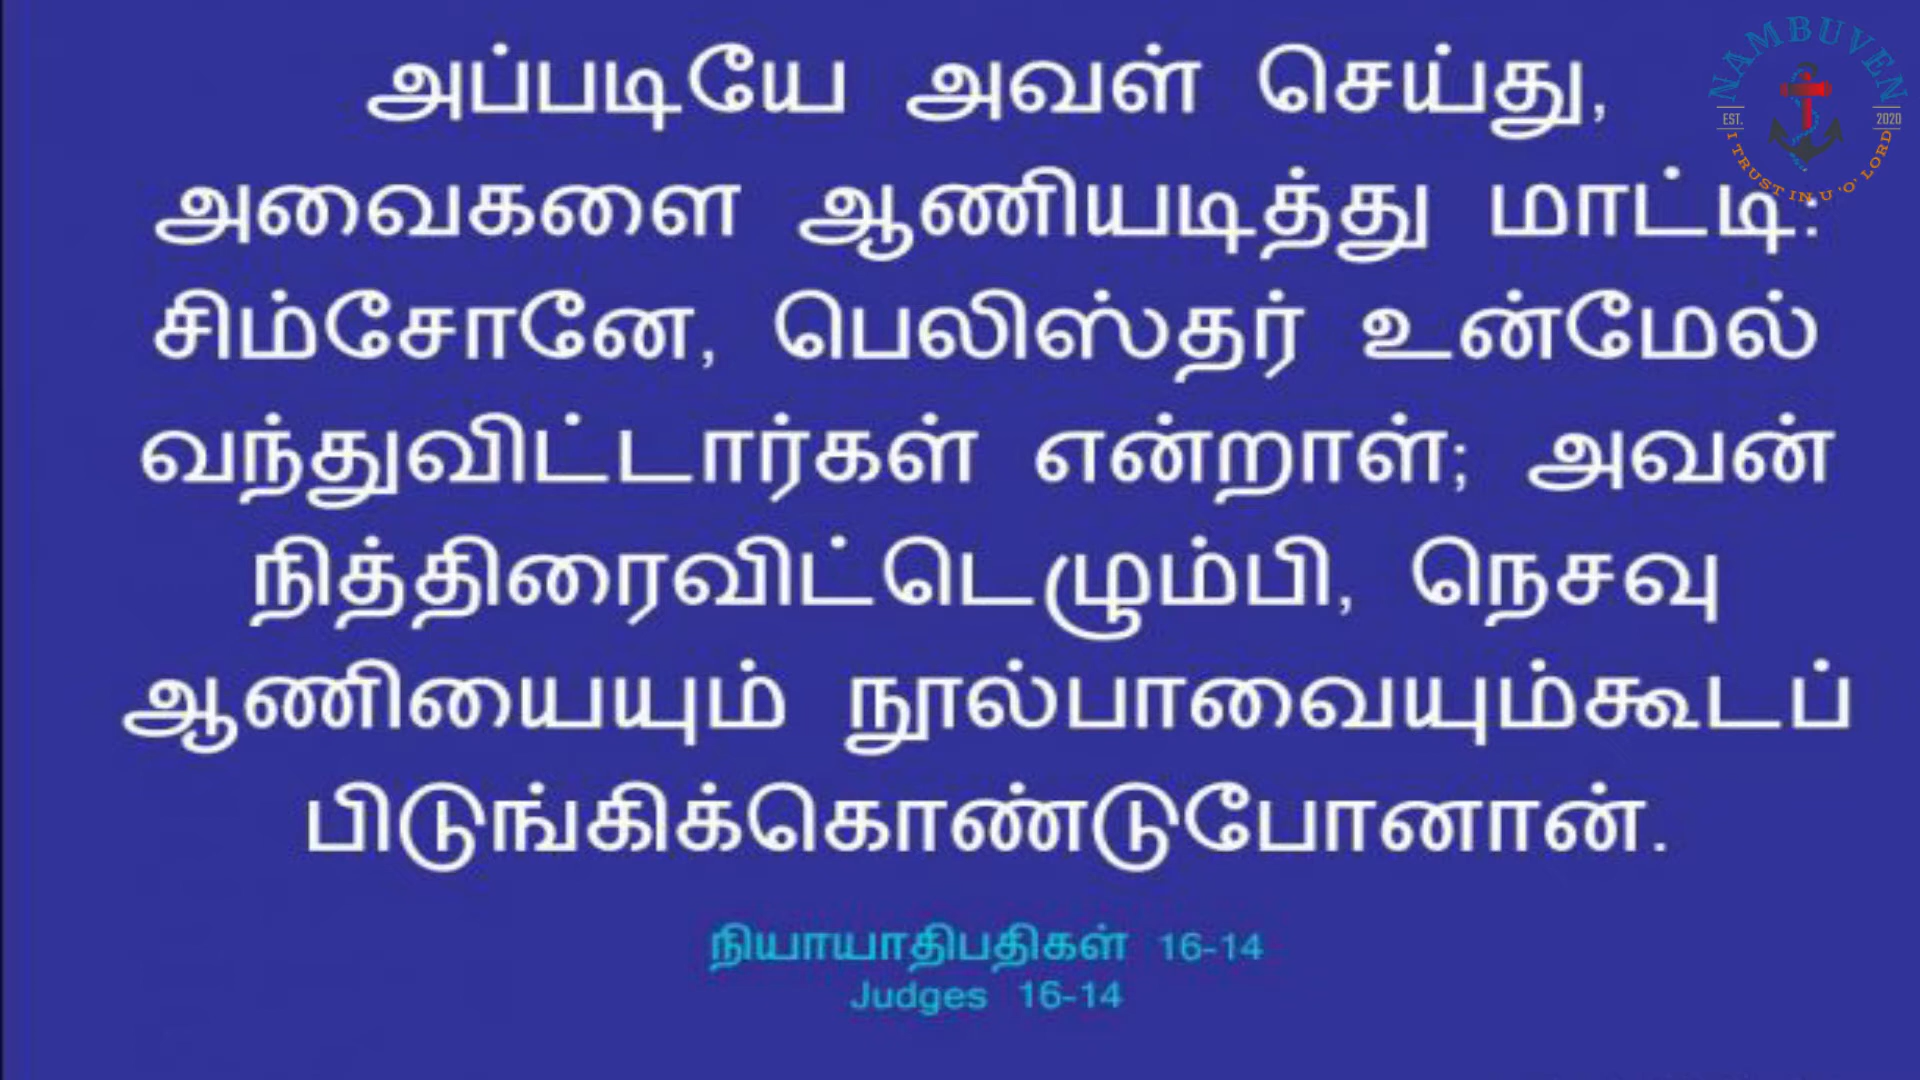 அப்படியே அவள் செய்து,
அவைகளை ஆணியடித்து மாட்டி:
சிம்சோனே, பெலிஸ்தர் உன்மேல்
வந்துவிட்டார்கள் என்றாள்; அவன்
நித்திரைவிட்டெழும்பி, நெசவு
ஆணியையும் நூல்பாவையும்கூடப்
பிடுங்கிக்கொண்டுபோனான்.
நியாயாதிபதிகள் 16-14
Judges 16-14
NAMBUVEN
EST. 2020
I TRUST IN U 'O' LORD